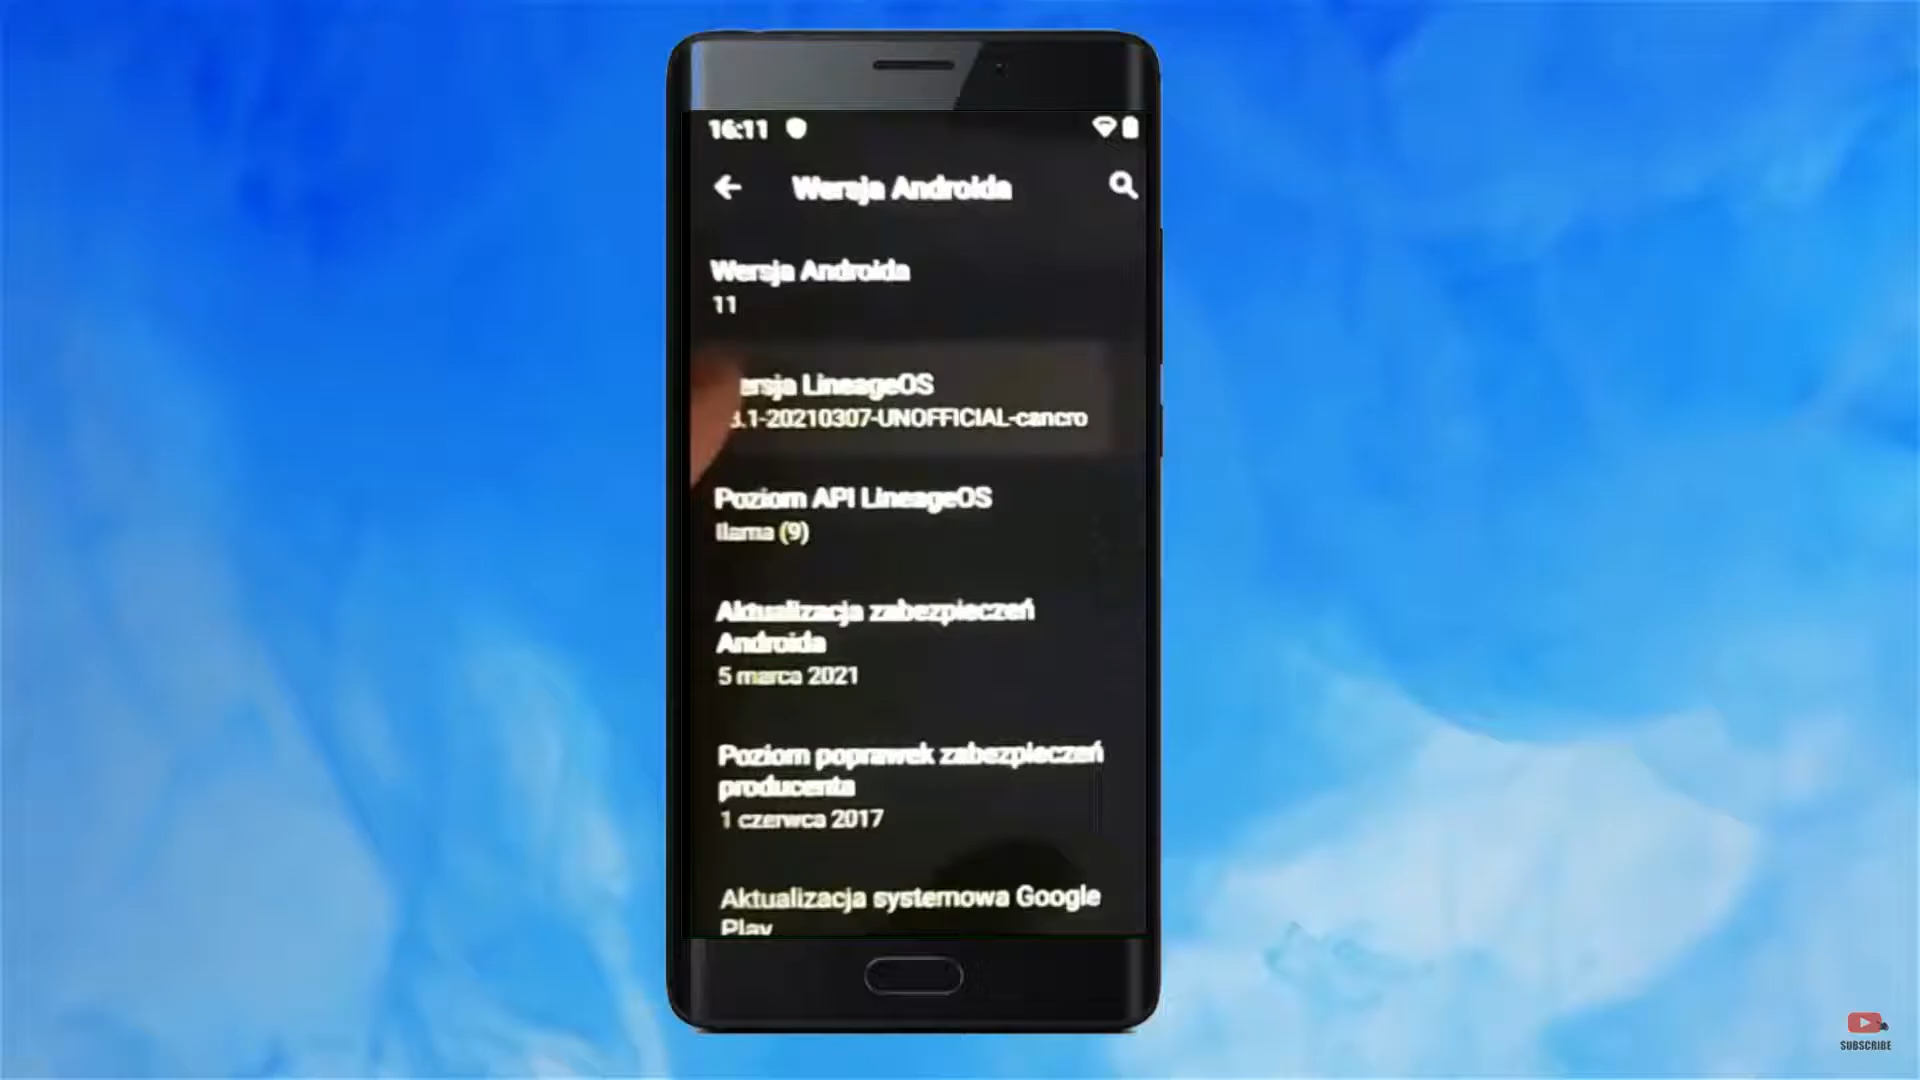 16:11
Wersja Androida
Wersja Androida
11
ersja LineageOS
.1-20210307-UNOFFICIAL-cancro
Poziom API LineageOS
llama (9)
Aktualizacja zabezpieczeń
Androida
5 marca 2021
Poziom poprawek zabezpieczeń
producenta
1 czerwca 2017
Aktualizacja systemowa Google
Play
SUBSCRIBE